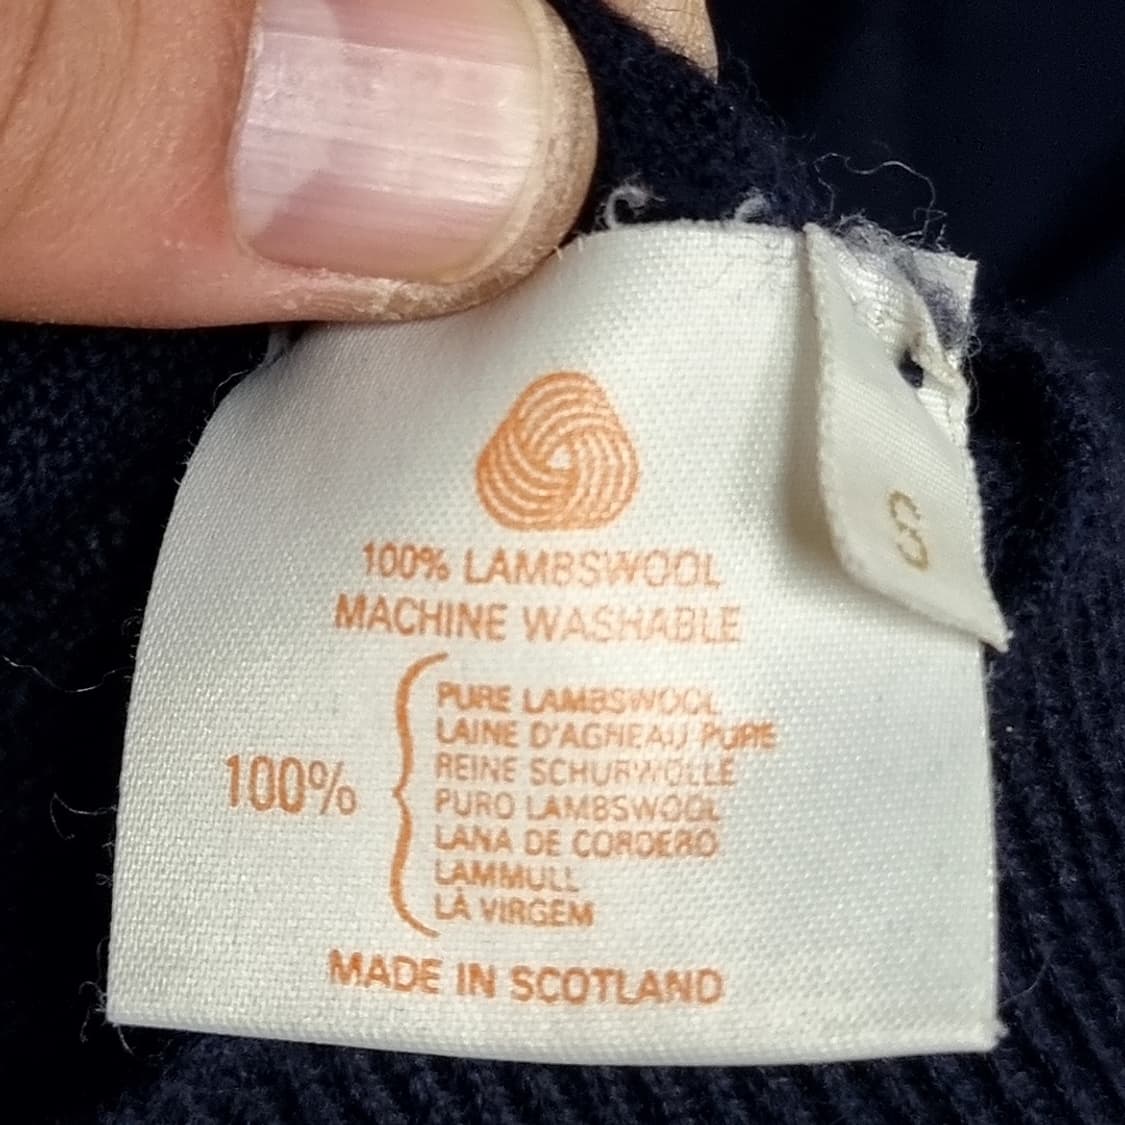 100% LAMBSWOOL
MACHINE WASHABLE
100%
PURE LAMBSWOOL
LAINE D'AGNEAU PURE
REINE SCHURWOLLE
PURO LAMBSWOOL
LANA DE CORDERO
LAMMULL
LÀ VIRGEM
MADE IN SCOTLAND
S